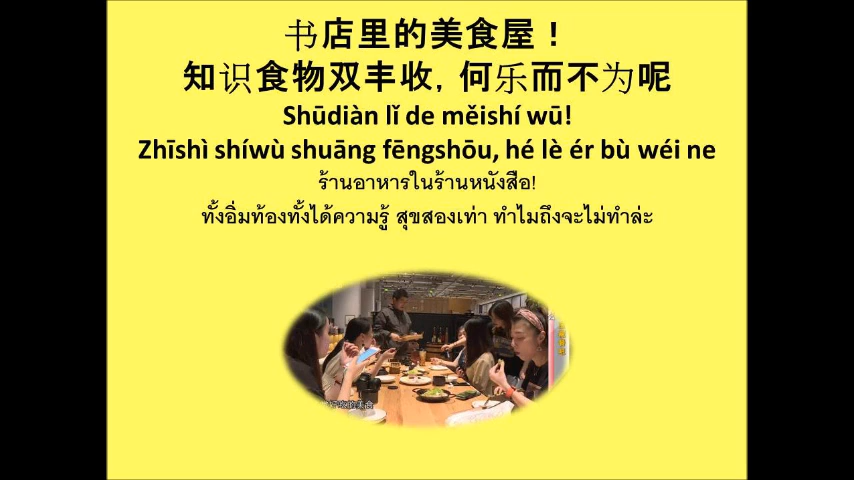 书店里的美食屋！
知识食物双丰收，何乐而不为呢
Shūdiàn lǐ de měishí wū!
Zhīshì shíwù shuāng fēngshōu, hé lè ér bù wéi ne
ร้านอาหารในร้านหนังสือ!
ทั้งอิ่มท้องทั้งได้ความรู้ สุขสองเท่า ทำไมถึงจะไม่ทำล่ะ
的美食